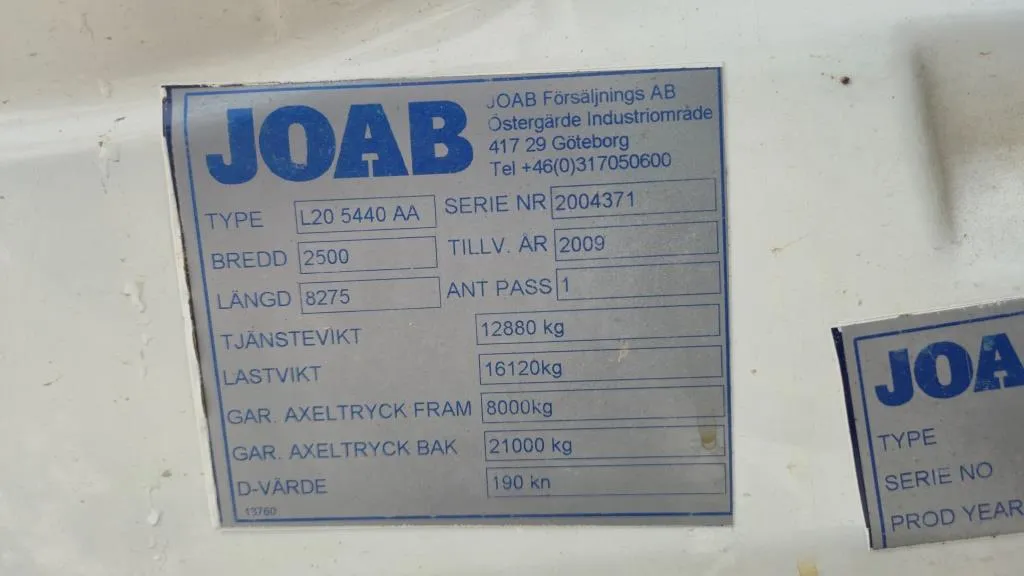 JOAB
JOAB Försäljnings AB
Östergärde Industriområde
417 29 Göteborg
Tel +46(0)317050600
TYPE L20 5440 AA SERIE NR 2004371
BREDD 2500 TILLV. ÅR 2009
LÄNGD 8275 ANT PASS 1
TJÄNSTEVIKT 12880 kg
LASTVIKT 16120kg
GAR. AXELTRYCK FRAM 8000kg
GAR. AXELTRYCK BAK 21000 kg
D-VÄRDE 190 kn
13760
JOA
TYPE
SERIE NO
PROD YEAR